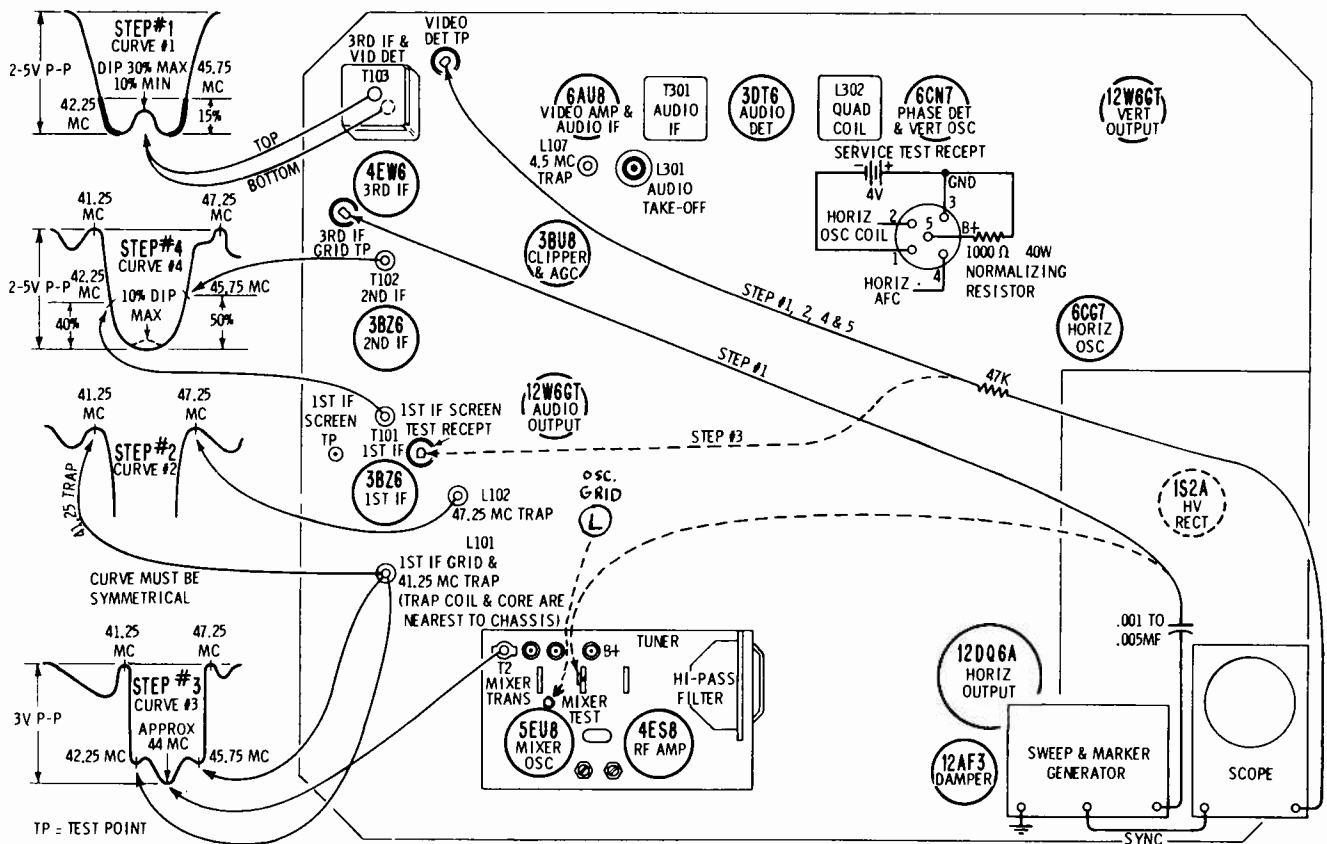 STEP #1
CURVE #1
2-5V P-P
DIP 30% MAX
10% MIN
45.75
MC
42.25
MC
15%
TOP
BOTTOM
3RD IF &
VID DET
T103
VIDEO
DET TP
6AU8
VIDEO AMP &
AUDIO IF
T301
AUDIO
IF
3DT6
AUDIO
DET
L302
QUAD
COIL
6CN7
PHASE DET
& VERT OSC
12W6GT
VERT
OUTPUT
L107
4.5 MC
TRAP
L301
AUDIO
TAKE-OFF
SERVICE TEST RECEPT
- +
4V
GND
3
HORIZ
OSC COIL
2
5
B+
1
4
1000 Ω 40W
NORMALIZING
RESISTOR
HORIZ.
AFC
4EW6
3RD IF
3RD IF
GRID TP
3BU8
CLIPPER
& AGC
41.25
MC
47.25
MC
STEP #4
CURVE #4
2-5V P-P
42.25
MC
10% DIP
MAX
45.75 MC
40%
50%
T102
2ND IF
3BZ6
2ND IF
STEP #1, 2, 4 & 5
STEP #1
6CG7
HORIZ
OSC
47K
12W6GT
AUDIO
OUTPUT
41.25
MC
47.25
MC
STEP #2
CURVE #2
1ST IF
SCREEN
TP
T101
1ST IF
1ST IF SCREEN
TEST RECEPT
STEP #3
3BZ6
1ST IF
41.25 TRAP
L102
47.25 MC TRAP
OSC.
GRID
L
1S2A
HV
RECT
L101
1ST IF GRID &
41.25 MC TRAP
(TRAP COIL & CORE ARE
NEAREST TO CHASSIS)
CURVE MUST BE
SYMMETRICAL
41.25
MC
47.25
MC
STEP #3
CURVE #3
3V P-P
APPROX
44 MC
42.25 MC
45.75 MC
TUNER
B+
T2
MIXER
TRANS
MIXER
TEST
HI-PASS
FILTER
5EU8
MIXER
OSC
4ES8
RF AMP
.001 TO
.005MF
12DQ6A
HORIZ
OUTPUT
12AF3
DAMPER
SWEEP & MARKER
GENERATOR
SCOPE
SYNC
TP = TEST POINT